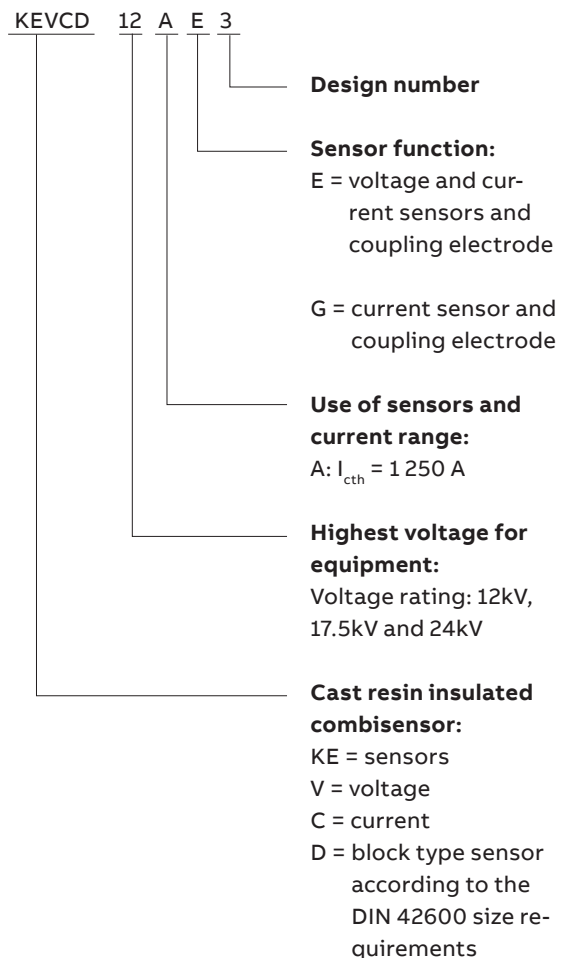 KEVCD 12 A E 3
Design number
Sensor function:
E = voltage and cur-
rent sensors and
coupling electrode
G = current sensor and
coupling electrode
Use of sensors and
current range:
A: Icth = 1 250 A
Highest voltage for
equipment:
Voltage rating: 12kV,
17.5kV and 24kV
Cast resin insulated
combisensor:
KE = sensors
V = voltage
C = current
D = block type sensor
according to the
DIN 42600 size re-
quirements